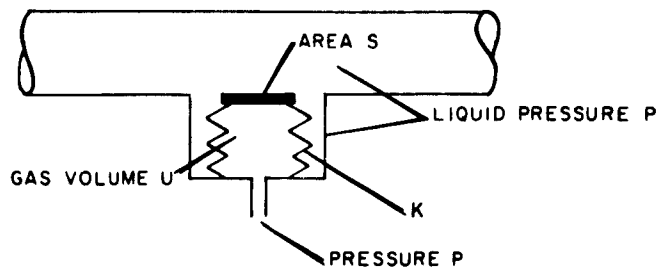 AREA S
LIQUID PRESSURE P
GAS VOLUME U
K
PRESSURE P